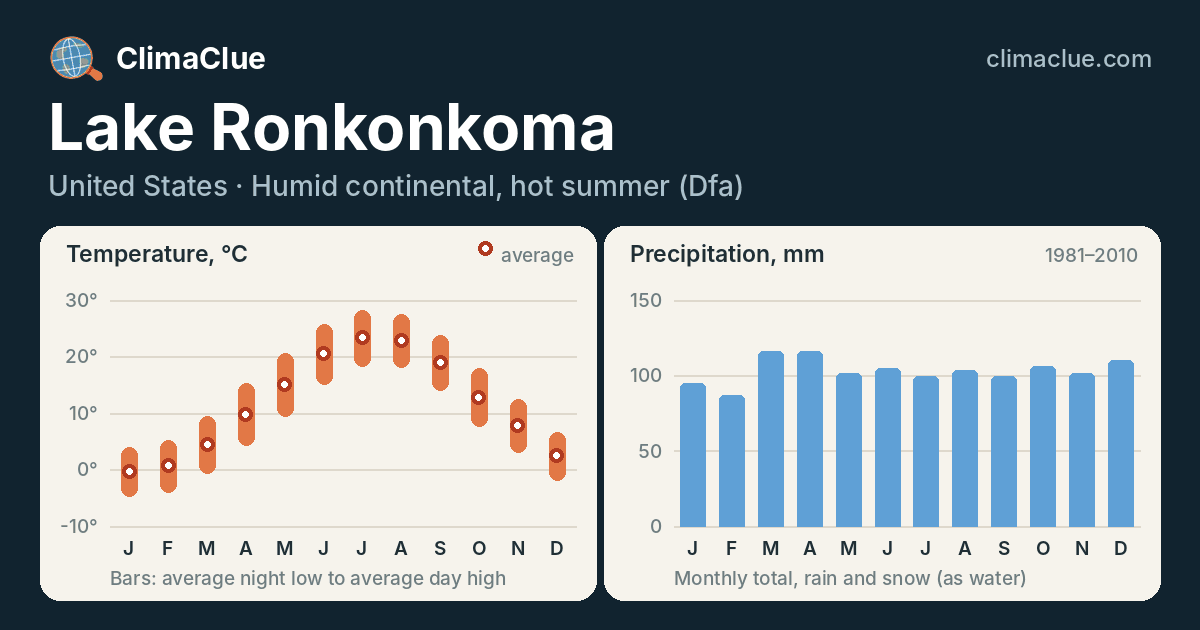 ClimaClue
climaclue.com
Lake Ronkonkoma
United States · Humid continental, hot summer (Dfa)
Temperature, °C
average
30°
20°
10°
0°
-10°
J F M A M J J A S O N D
Bars: average night low to average day high
Precipitation, mm
1981–2010
150
100
50
0
J F M A M J J A S O N D
Monthly total, rain and snow (as water)